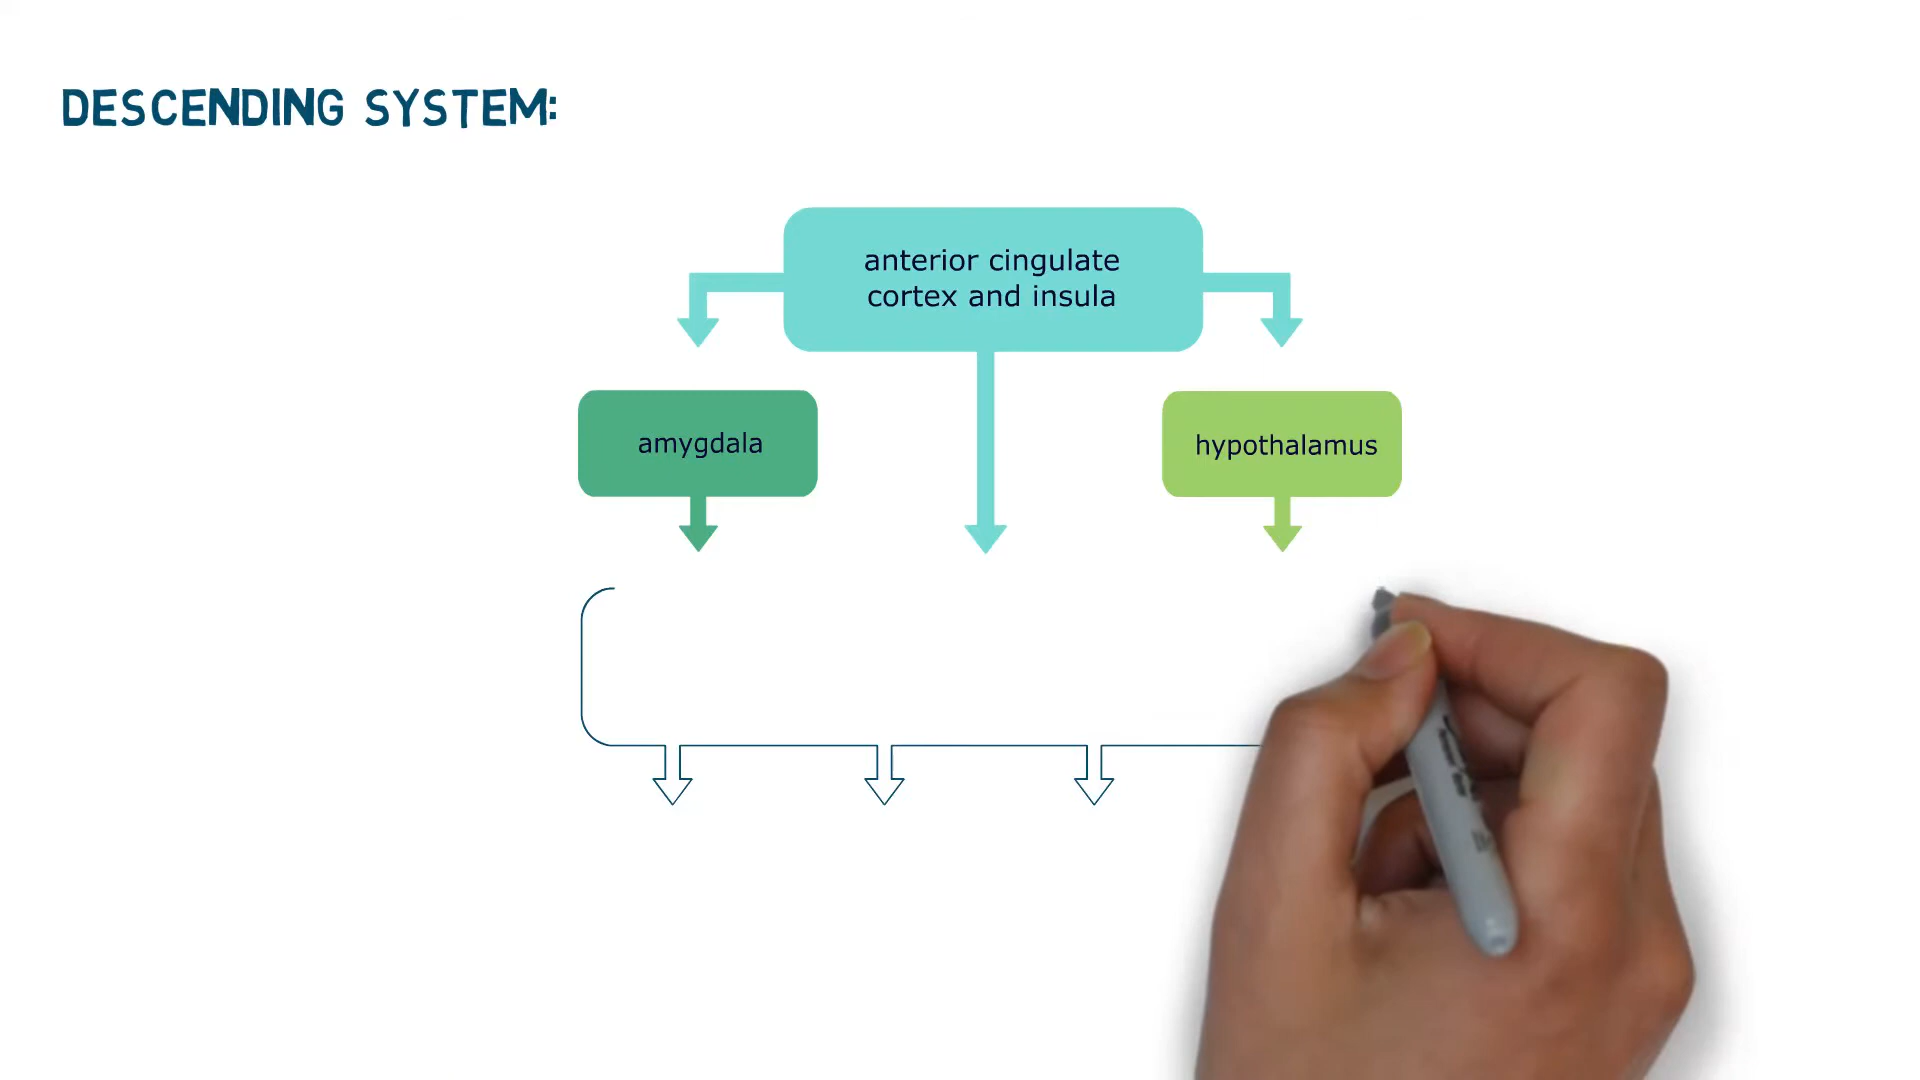 DESCENDING SYSTEM:
anterior cingulate
cortex and insula
amygdala
hypothalamus